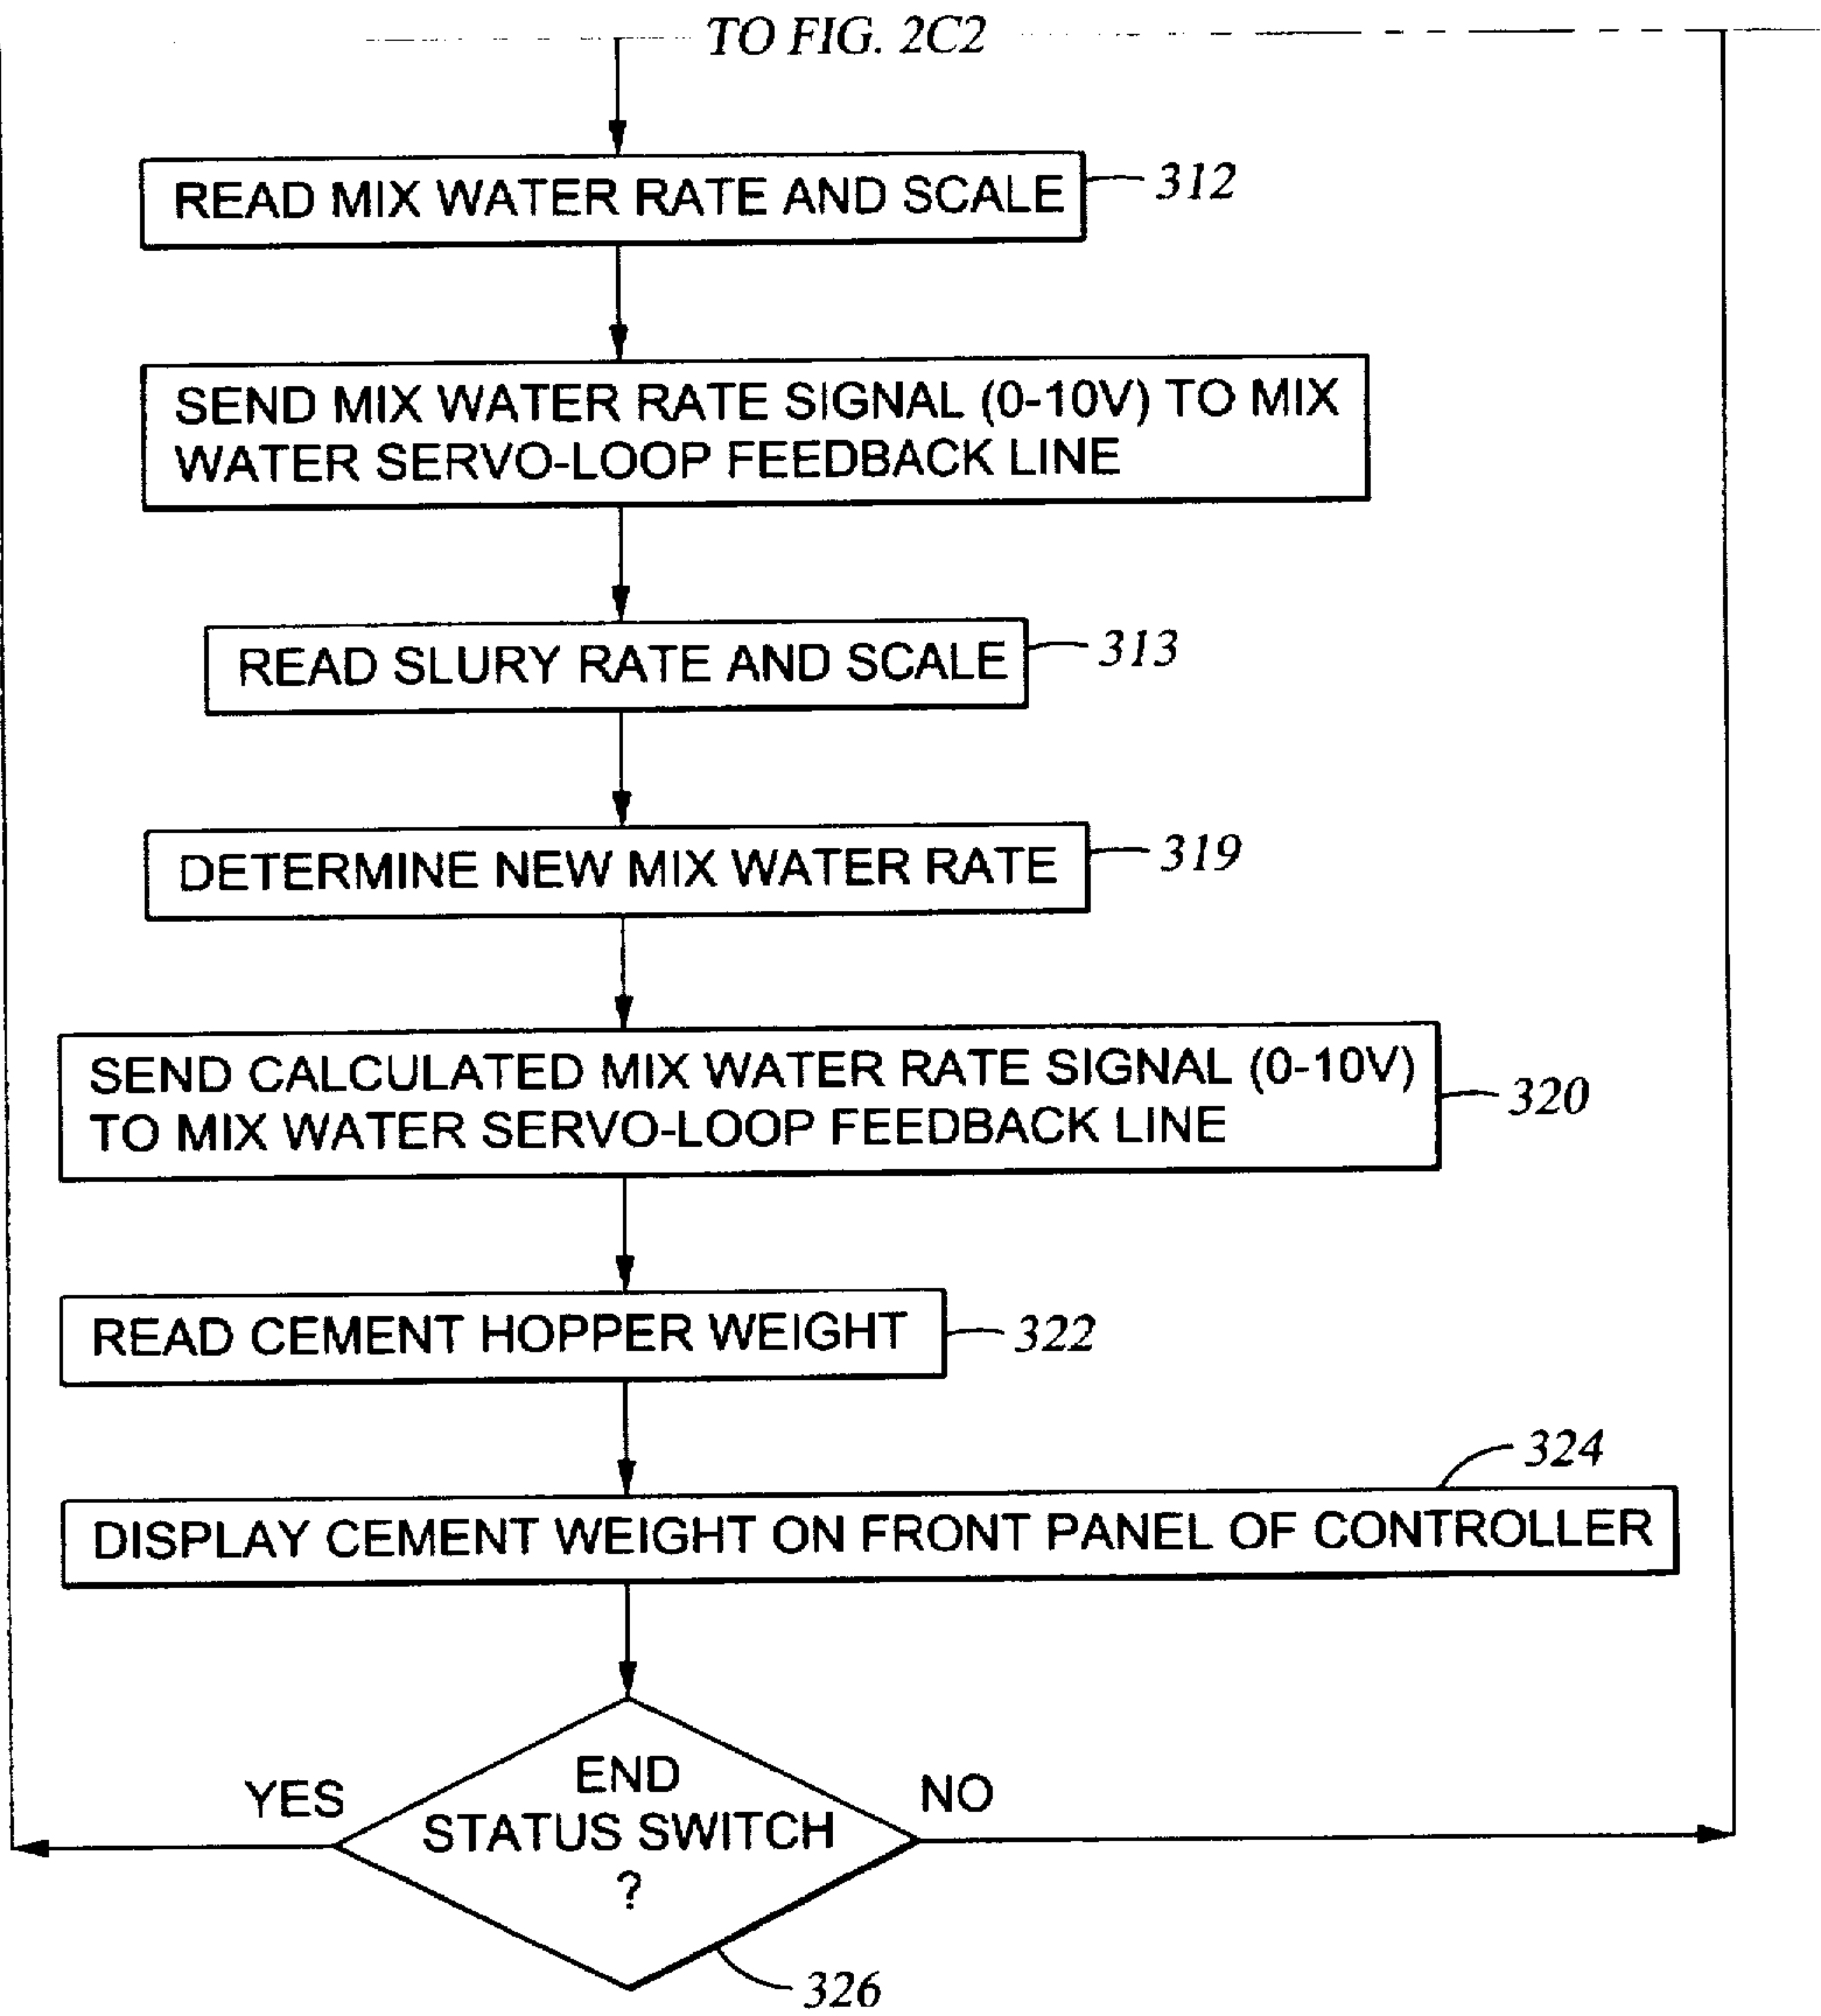 TO FIG. 2C2
READ MIX WATER RATE AND SCALE
312
SEND MIX WATER RATE SIGNAL (0-10V) TO MIX
WATER SERVO-LOOP FEEDBACK LINE
READ SLURY RATE AND SCALE
313
DETERMINE NEW MIX WATER RATE
319
SEND CALCULATED MIX WATER RATE SIGNAL (0-10V)
TO MIX WATER SERVO-LOOP FEEDBACK LINE
320
READ CEMENT HOPPER WEIGHT
322
324
DISPLAY CEMENT WEIGHT ON FRONT PANEL OF CONTROLLER
YES
END
STATUS SWITCH
?
NO
326